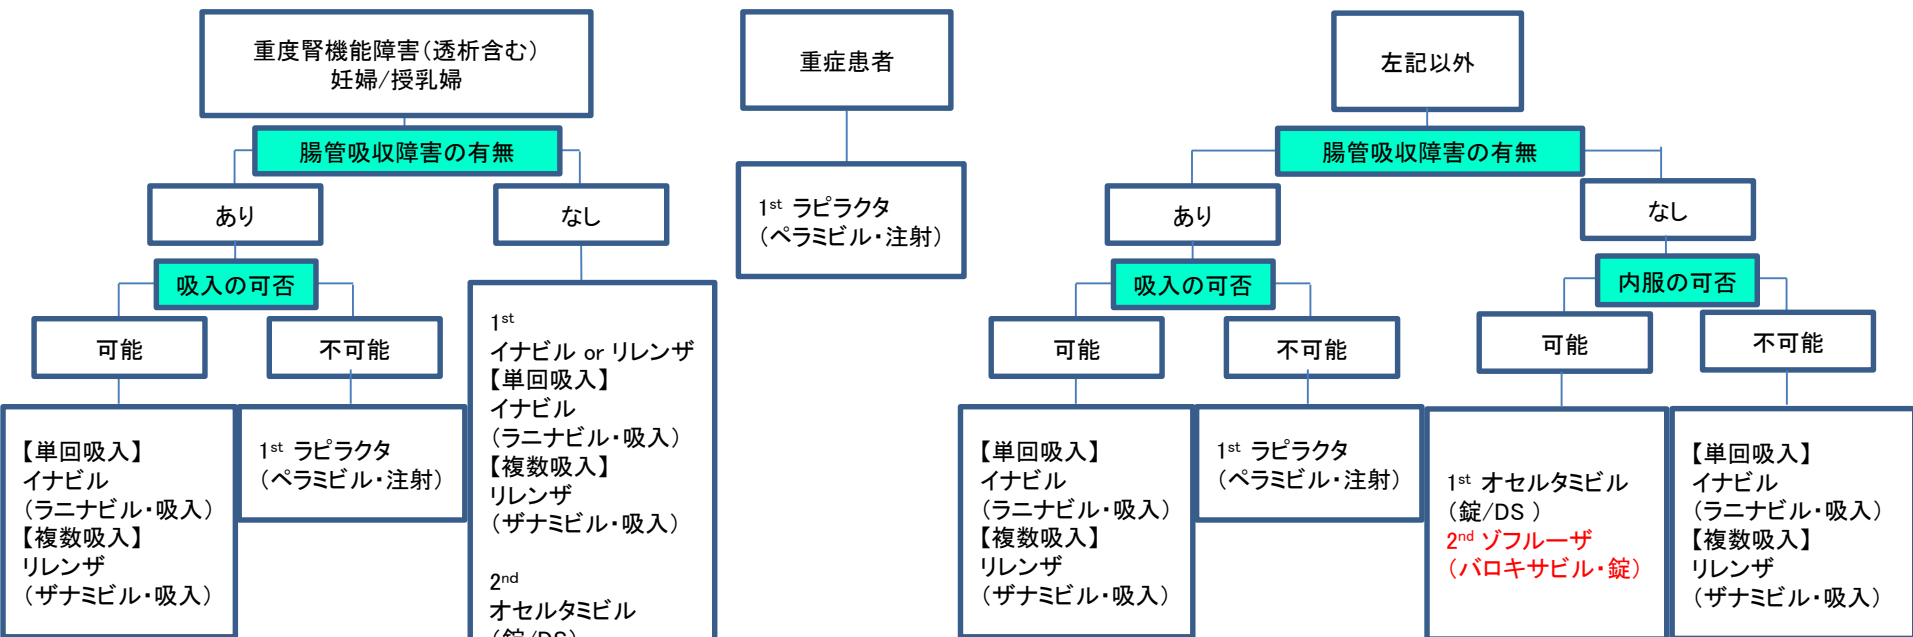 重度腎機能障害(透析含む)
妊婦/授乳婦
腸管吸収障害の有無
あり
なし
吸入の可否
可能
不可能
【単回吸入】
イナビル
(ラニナビル・吸入)
【複数吸入】
リレンザ
(ザナミビル・吸入)
1st ラピラクタ
(ペラミビル・注射)
1st
イナビル or リレンザ
【単回吸入】
イナビル
(ラニナビル・吸入)
【複数吸入】
リレンザ
(ザナミビル・吸入)
2nd
オセルタミビル
(錠/DS)
重症患者
1st ラピラクタ
(ペラミビル・注射)
左記以外
腸管吸収障害の有無
あり
なし
吸入の可否
可能
不可能
【単回吸入】
イナビル
(ラニナビル・吸入)
【複数吸入】
リレンザ
(ザナミビル・吸入)
1st ラピラクタ
(ペラミビル・注射)
内服の可否
可能
不可能
1st オセルタミビル
(錠/DS )
2nd ゾフルーザ
(バロキサビル・錠)
【単回吸入】
イナビル
(ラニナビル・吸入)
【複数吸入】
リレンザ
(ザナミビル・吸入)